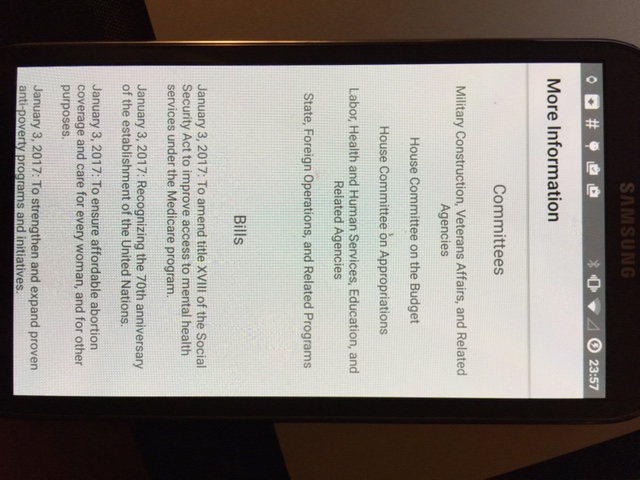 SAMSUNG
23:57
More Information
Committees
Military Construction, Veterans Affairs, and Related
Agencies
House Committee on the Budget
House Committee on Appropriations
Labor, Health and Human Services, Education, and
Related Agencies
State, Foreign Operations, and Related Programs
Bills
January 3, 2017: To amend title XVIII of the Social
Security Act to improve access to mental health
services under the Medicare program.
January 3, 2017: Recognizing the 70th anniversary
of the establishment of the United Nations.
January 3, 2017: To ensure affordable abortion
coverage and care for every woman, and for other
purposes.
January 3, 2017: To strengthen and expand proven
anti-poverty programs and initiatives.